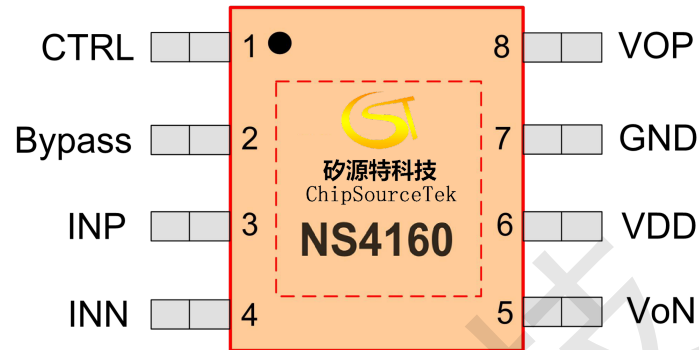 CTRL 1 8 VOP
Bypass 2 7 GND
矽源特科技
ChipSourceTek
INP 3 6 VDD
NS4160
INN 4 5 VoN